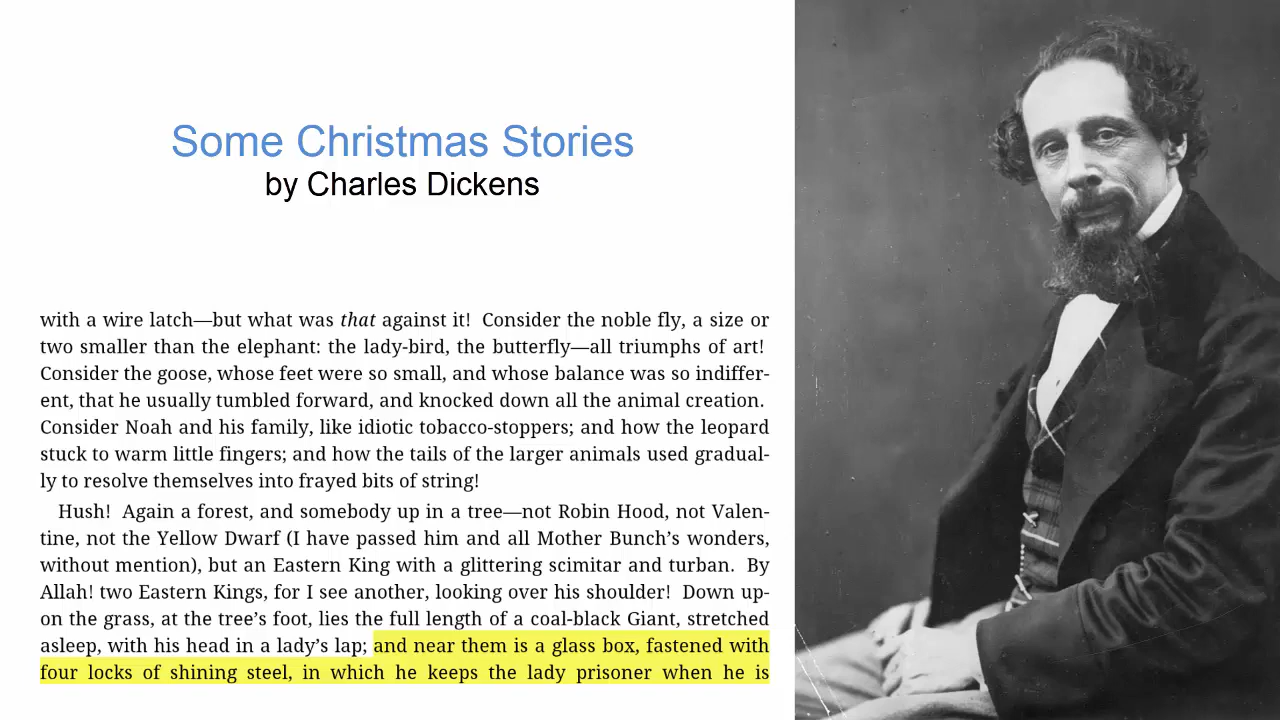 Some Christmas Stories
by Charles Dickens
with a wire latch—but what was that against it!  Consider the noble fly, a size or
two smaller than the elephant: the lady-bird, the butterfly—all triumphs of art!
Consider the goose, whose feet were so small, and whose balance was so indiffer-
ent, that he usually tumbled forward, and knocked down all the animal creation.
Consider Noah and his family, like idiotic tobacco-stoppers; and how the leopard
stuck to warm little fingers; and how the tails of the larger animals used gradual-
ly to resolve themselves into frayed bits of string!
Hush!  Again a forest, and somebody up in a tree—not Robin Hood, not Valen-
tine, not the Yellow Dwarf (I have passed him and all Mother Bunch’s wonders,
without mention), but an Eastern King with a glittering scimitar and turban.  By
Allah! two Eastern Kings, for I see another, looking over his shoulder!  Down up-
on the grass, at the tree’s foot, lies the full length of a coal-black Giant, stretched
asleep, with his head in a lady’s lap; and near them is a glass box, fastened with
four locks of shining steel, in which he keeps the lady prisoner when he is